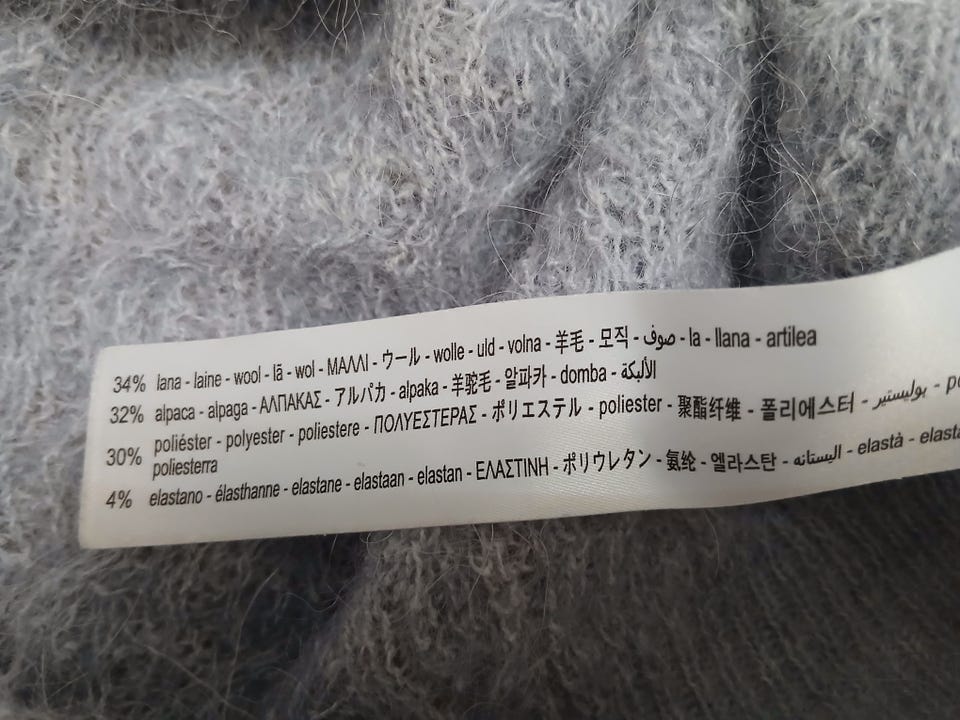 34% lana - laine - wool - lã - wol - ΜΑΛΛΙ - ウール - wolle - uld - volna - 羊毛 - 모직 - صوف - la - llana - artilea
32% alpaca - alpaga - ΑΛΠΑΚΑΣ - アルパカ - alpaka - 羊驼毛 - 알파카 - domba - الألبكة
30% poliéster - polyester - poliestere - ΠΟΛΥΕΣΤΕΡΑΣ - ポリエステル - poliester - 聚酯纤维 - 폴리에스터 - بوليستير -
poliesterra
4% elastano - élasthanne - elastane - elastaan - elastan - ΕΛΑΣΤΙΝΗ - ポリウレタン - 氨纶 - 엘라스탄 - اليستانه - elastà -